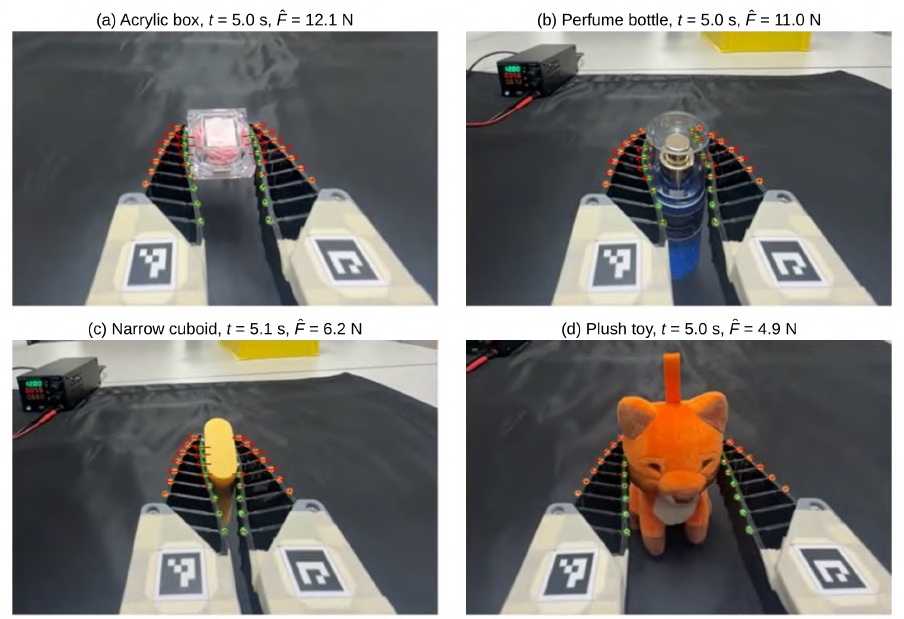 (a) Acrylic box, t = 5.0 s, F̂ = 12.1 N
(b) Perfume bottle, t = 5.0 s, F̂ = 11.0 N
(c) Narrow cuboid, t = 5.1 s, F̂ = 6.2 N
(d) Plush toy, t = 5.0 s, F̂ = 4.9 N